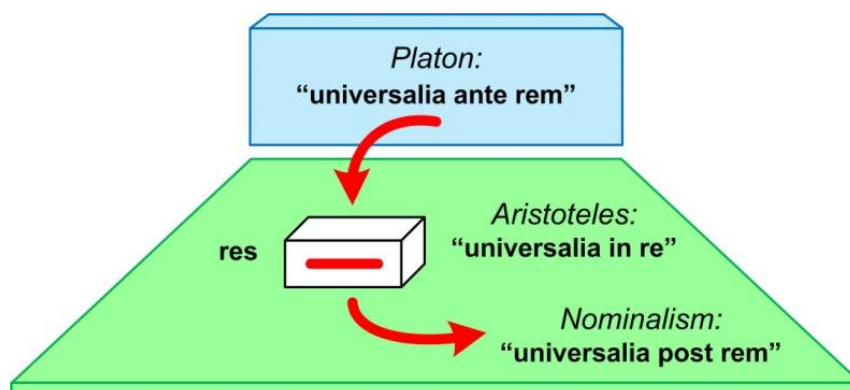 Platon:
“universalia ante rem”
res
Aristoteles:
“universalia in re”
Nominalism:
“universalia post rem”